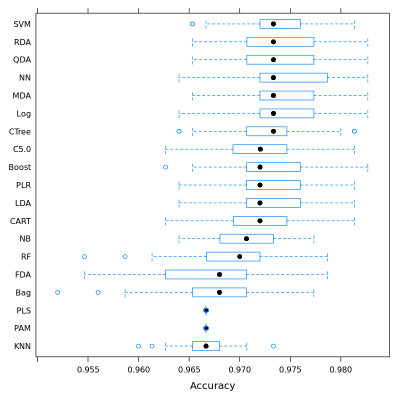 SVM
RDA
QDA
NN
MDA
Log
CTree
C5.0
Boest
PLR
LDA
CART
NB
RF
FDA
Bag
PLS
PAM
KNN
0.955 0.960 0.965 0.970 0.975 0.980
Accuracy